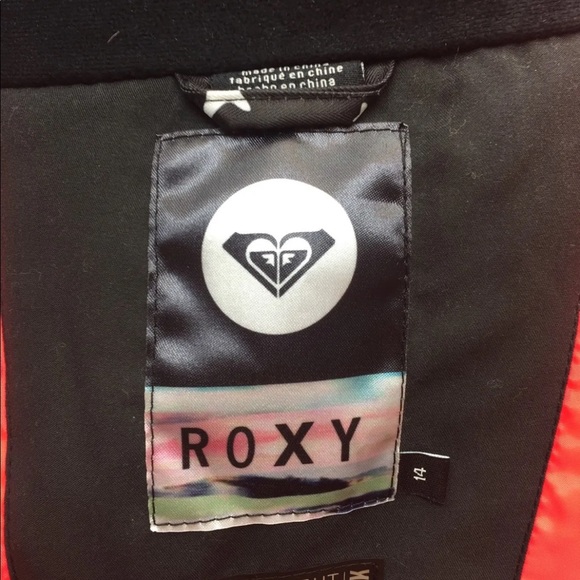 made in china
fabriqué en chine
hecho en china
ROXY
14